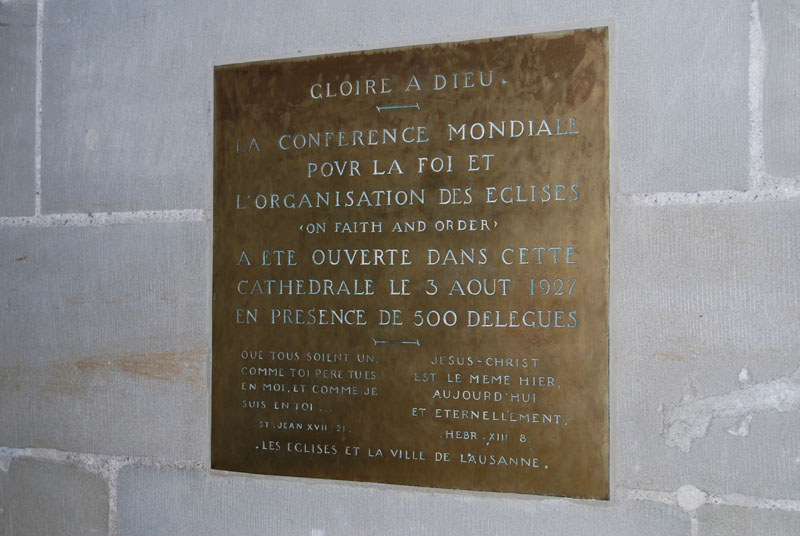 GLOIRE A DIEU.
LA CONFERENCE MONDIALE
POVR LA FOI ET
L'ORGANISATION DES EGLISES
‹ON FAITH AND ORDER›
A ETE OUVERTE DANS CETTE
CATHEDRALE LE 3 AOUT 1927
EN PRESENCE DE 500 DELEGUES
QUE TOUS SOIENT UN,
COMME TOI PERE TU ES
EN MOI, ET COMME JE
SUIS EN TOI ...
ST. JEAN XVII. 21.
JESUS-CHRIST
EST LE MEME HIER,
AUJOURD'HUI,
ET ETERNELLEMENT.
HEBR. XIII 8.
.LES EGLISES ET LA VILLE DE LAUSANNE.